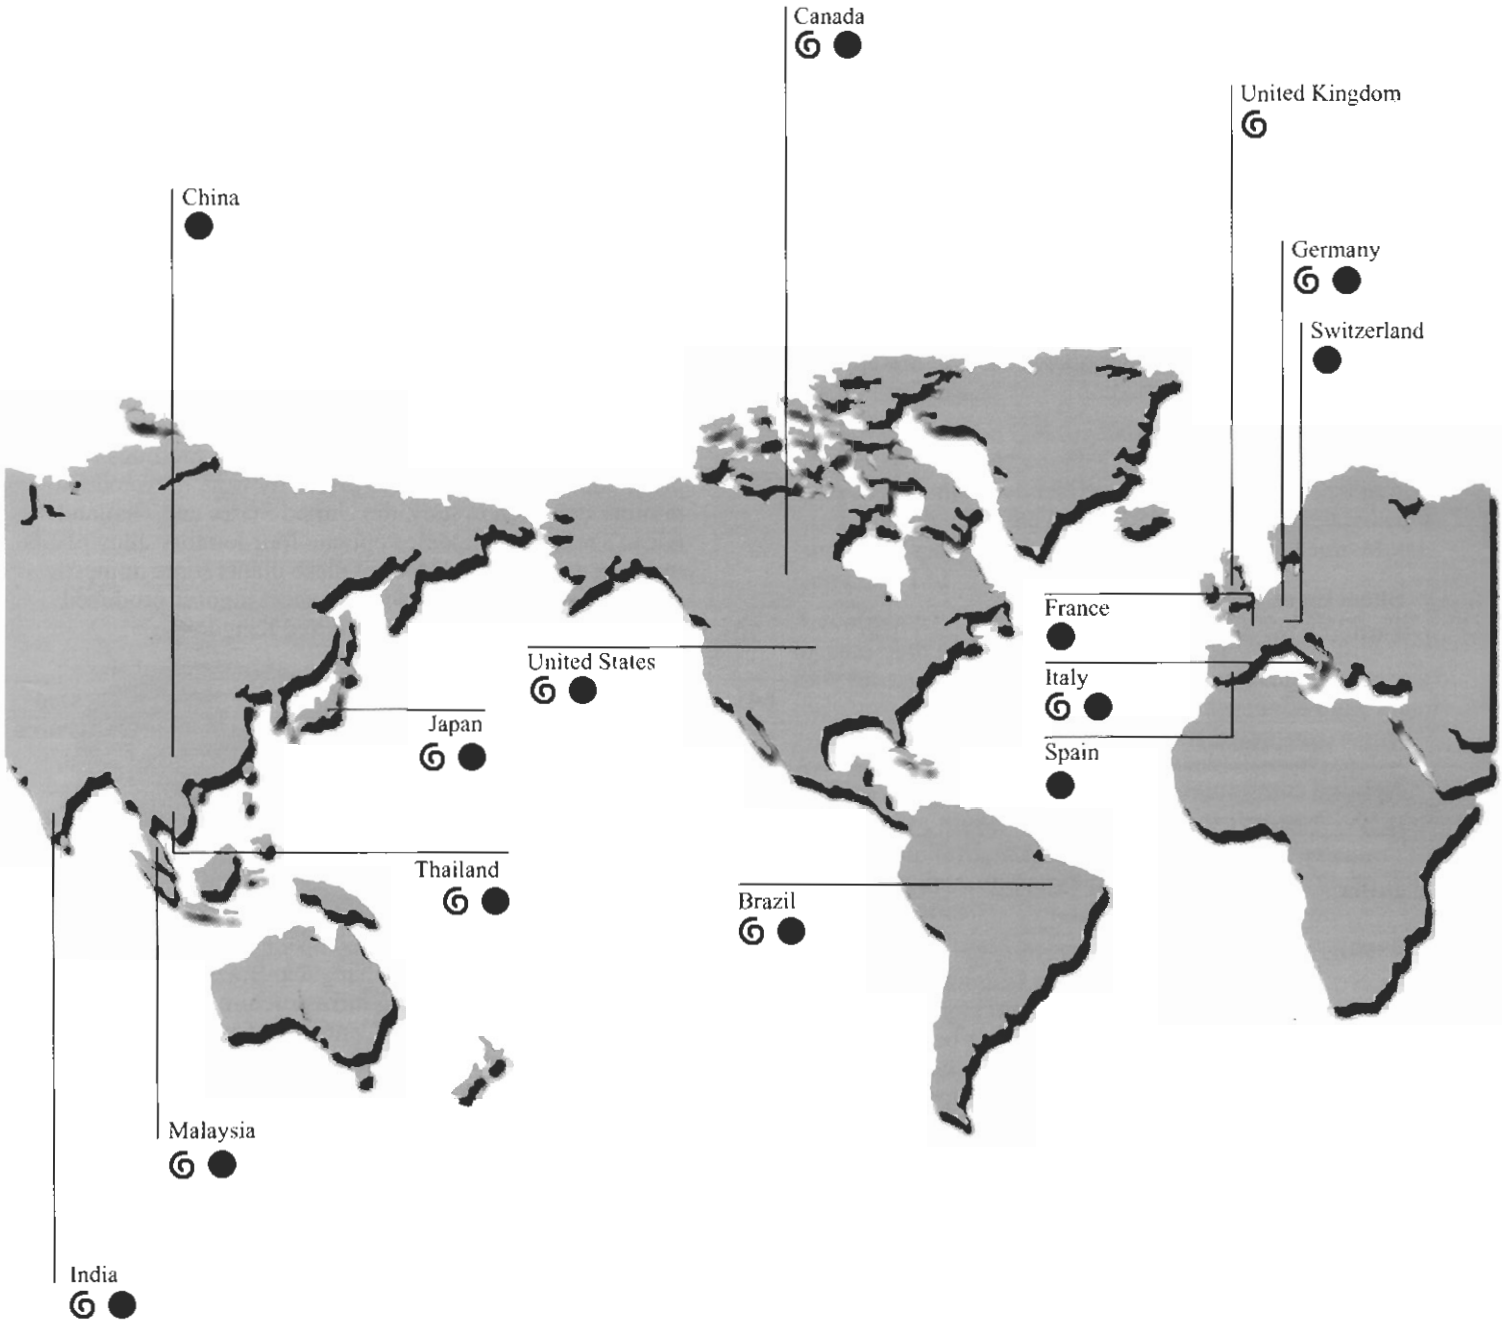 Canada
United Kingdom
China
Germany
Switzerland
France
United States
Italy
Japan
Spain
Thailand
Brazil
Malaysia
India